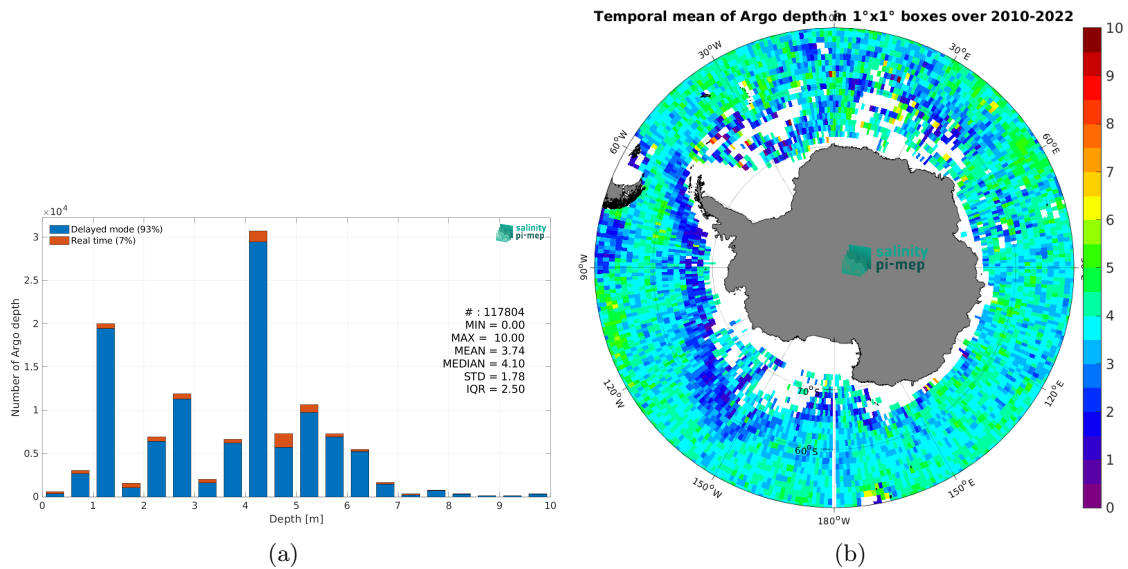 ×10⁴
Delayed mode (93%)
Real time (7%)
salinity
pi-mep
# : 117804
MIN = 0.00
MAX = 10.00
MEAN = 3.74
MEDIAN = 4.10
STD = 1.78
IQR = 2.50
Number of Argo depth
3
2.5
2
1.5
1
0.5
0
0 1 2 3 4 5 6 7 8 9 10
Depth [m]
(a)
Temporal mean of Argo depth in 1°x1° boxes over 2010-2022
30°W
30°E
60°W
60°E
90°W
120°W
120°E
150°W
150°E
180°W
70°S
60°S
salinity
pi-mep
10
9
8
7
6
5
4
3
2
1
0
(b)